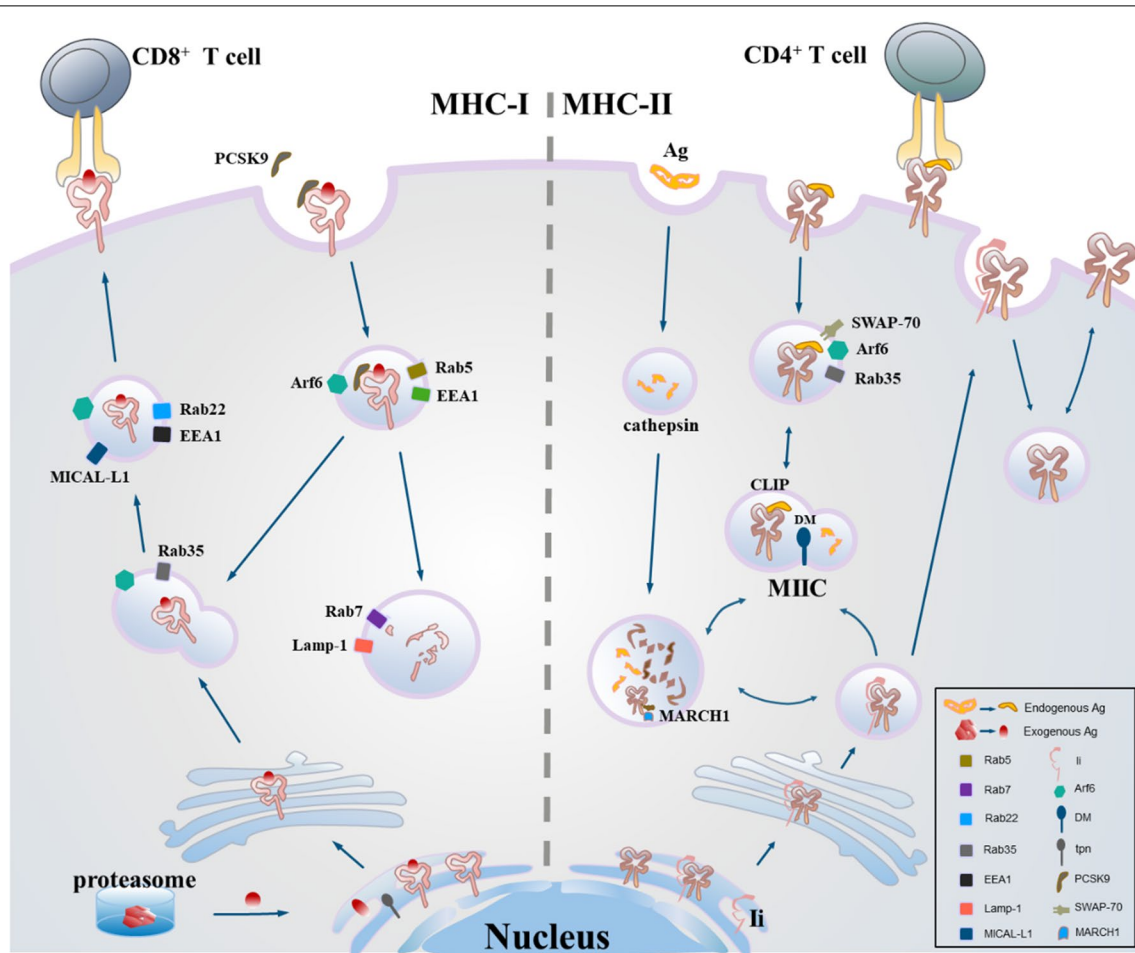 CD8⁺ T cell
CD4⁺ T cell
MHC-I
MHC-II
PCSK9
Ag
SWAP-70
Arf6
Rab35
Arf6
Rab5
EEA1
Rab22
EEA1
MICAL-L1
cathepsin
CLIP
DM
MIIC
Rab35
Rab7
Lamp-1
MARCH1
proteasome
Nucleus
Ii
Endogenous Ag
Exogenous Ag
Rab5
Ii
Rab7
Arf6
Rab22
DM
Rab35
tpn
EEA1
PCSK9
Lamp-1
SWAP-70
MICAL-L1
MARCH1